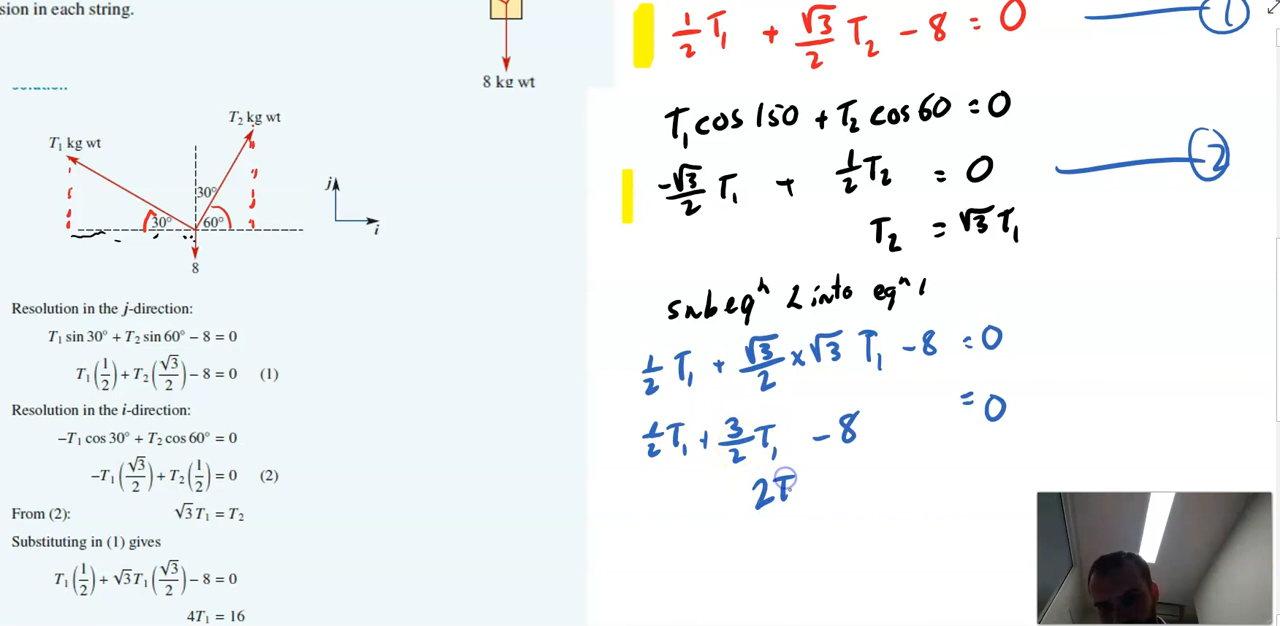 sion in each string.
8 kg wt
T₂ kg wt
T₁ kg wt
30°
30°
60°
8
j
i
Resolution in the j-direction:
T₁ sin 30° + T₂ sin 60° − 8 = 0
T₁(1/2) + T₂(√3/2) − 8 = 0 (1)
Resolution in the i-direction:
−T₁ cos 30° + T₂ cos 60° = 0
−T₁(√3/2) + T₂(1/2) = 0 (2)
From (2): √3T₁ = T₂
Substituting in (1) gives
T₁(1/2) + √3T₁(√3/2) − 8 = 0
4T₁ = 16
1/2 T₁ + √3/2 T₂ − 8 = 0 1
T₁ cos 150 + T₂ cos 60 = 0
−√3/2 T₁ + 1/2 T₂ = 0 2
T₂ = √3 T₁
sub eqⁿ 2 into eqⁿ 1
1/2 T₁ + √3/2 × √3 T₁ − 8 = 0
1/2 T₁ + 3/2 T₁ − 8 = 0
2T